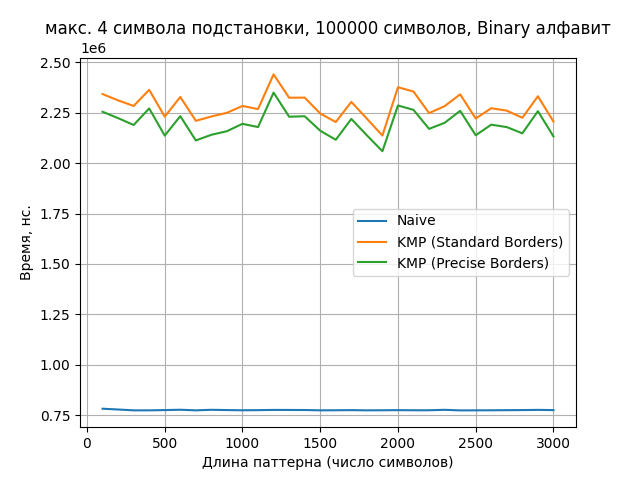 макс. 4 символа подстановки, 100000 символов, Binary алфавит
1e6
2.50
2.25
2.00
1.75
1.50
1.25
1.00
0.75
Время, нс.
Naive
KMP (Standard Borders)
KMP (Precise Borders)
0 500 1000 1500 2000 2500 3000
Длина паттерна (число символов)